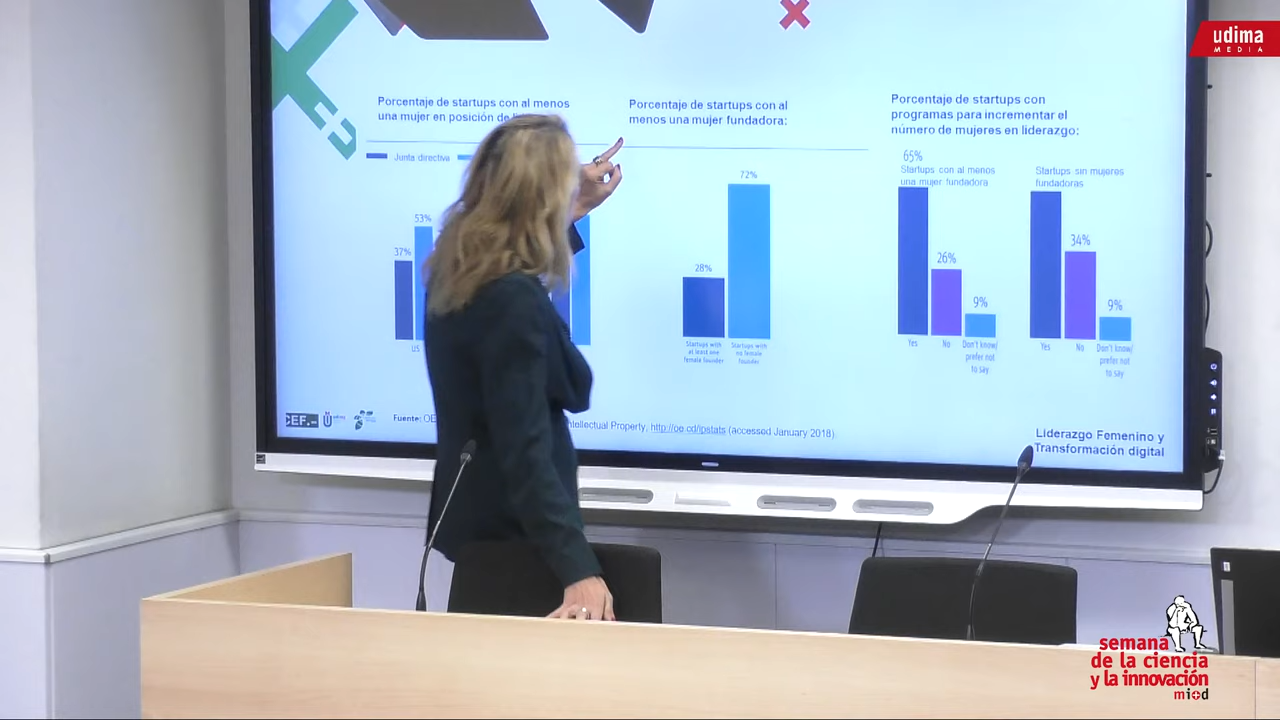 udima
MEDIA
Porcentaje de startups con al menos
una mujer en posición de
Junta directiva
37%
53%
US
Porcentaje de startups con al
menos una mujer fundadora:
72%
28%
Startups with
at least one
female founder
Startups with
no female
founder
Porcentaje de startups con
programas para incrementar el
número de mujeres en liderazgo:
65%
Startups con al menos
una mujer fundadora
26%
9%
Yes
No
Don't know/
prefer not
to say
Startups sin mujeres
fundadoras
34%
9%
Yes
No
Don't know/
prefer not
to say
CEF.-
Fuente: OE
Intellectual Property, http://oe.cd/ipstats (accessed January 2018).
Liderazgo Femenino y
Transformación digital
semana
de la ciencia
y la innovación
mi+d